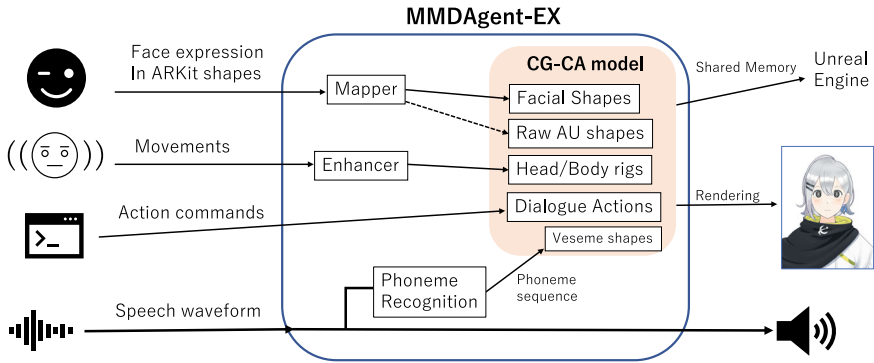 MMDAgent-EX
Face expression
In ARKit shapes
Mapper
CG-CA model
Facial Shapes
Raw AU shapes
Shared Memory
Unreal
Engine
Movements
Enhancer
Head/Body rigs
Action commands
Dialogue Actions
Rendering
Veseme shapes
>_
Phoneme
Recognition
Phoneme
sequence
Speech waveform